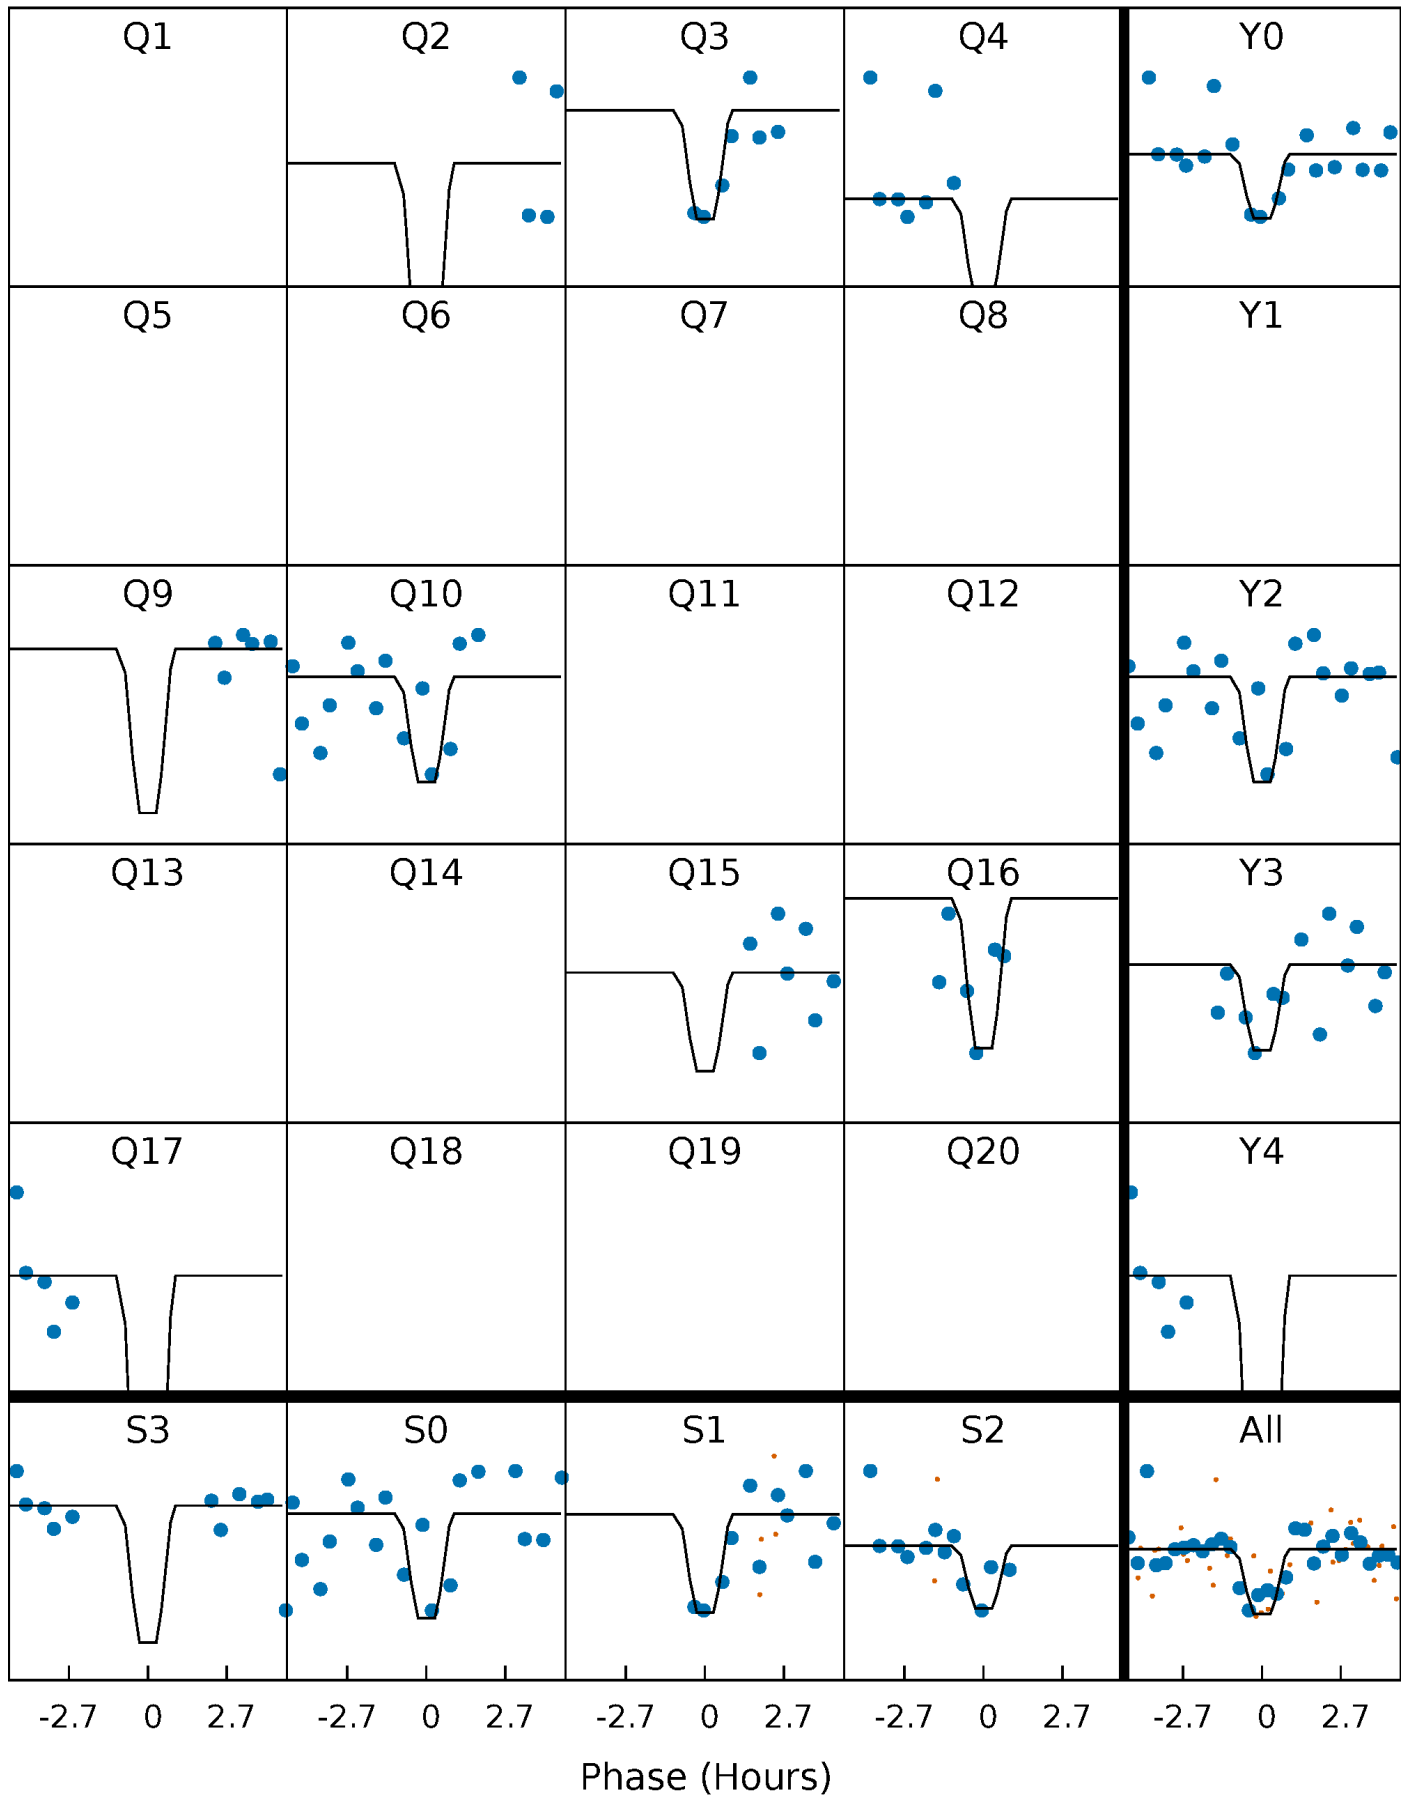 Q1 Q2 Q3 Q4 Y0
Q5 Q6 Q7 Q8 Y1
Q9 Q10 Q11 Q12 Y2
Q13 Q14 Q15 Q16 Y3
Q17 Q18 Q19 Q20 Y4
S3 S0 S1 S2 All
-2.7 0 2.7 -2.7 0 2.7 -2.7 0 2.7 -2.7 0 2.7 -2.7 0 2.7
Phase (Hours)